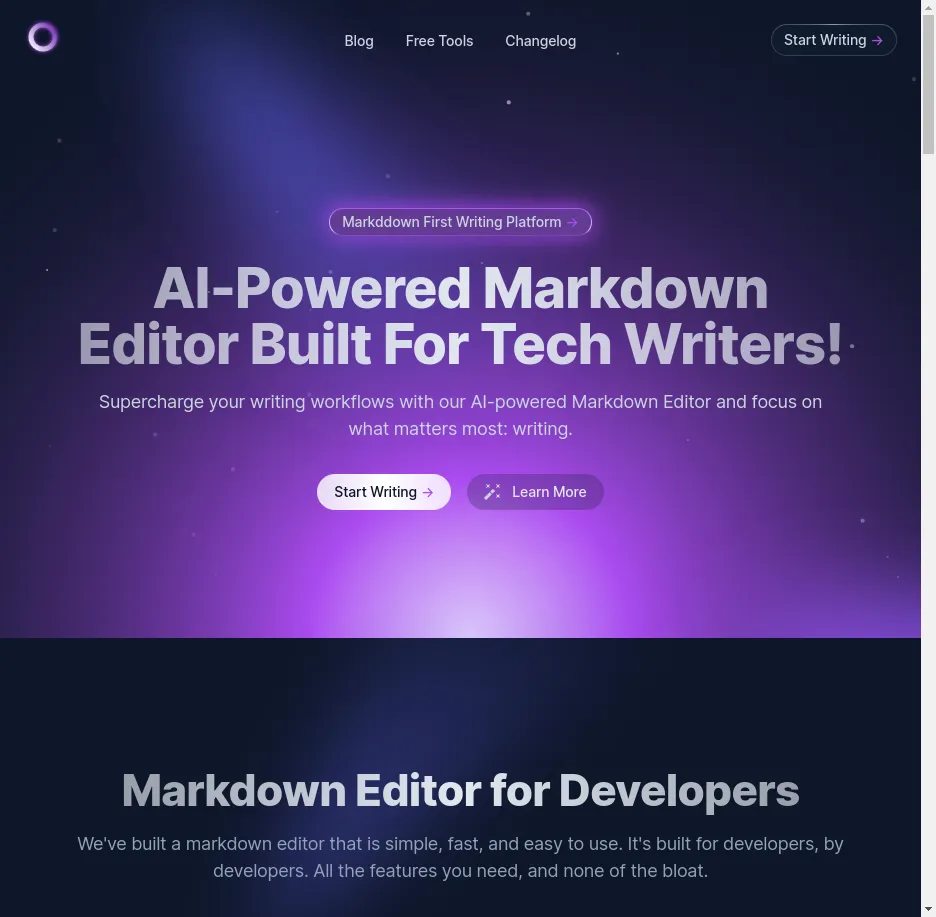 Blog
Free Tools
Changelog
Start Writing →
Markddown First Writing Platform →
AI-Powered Markdown
Editor Built For Tech Writers!
Supercharge your writing workflows with our AI-powered Markdown Editor and focus on
what matters most: writing.
Start Writing →
Learn More
Markdown Editor for Developers
We've built a markdown editor that is simple, fast, and easy to use. It's built for developers, by
developers. All the features you need, and none of the bloat.